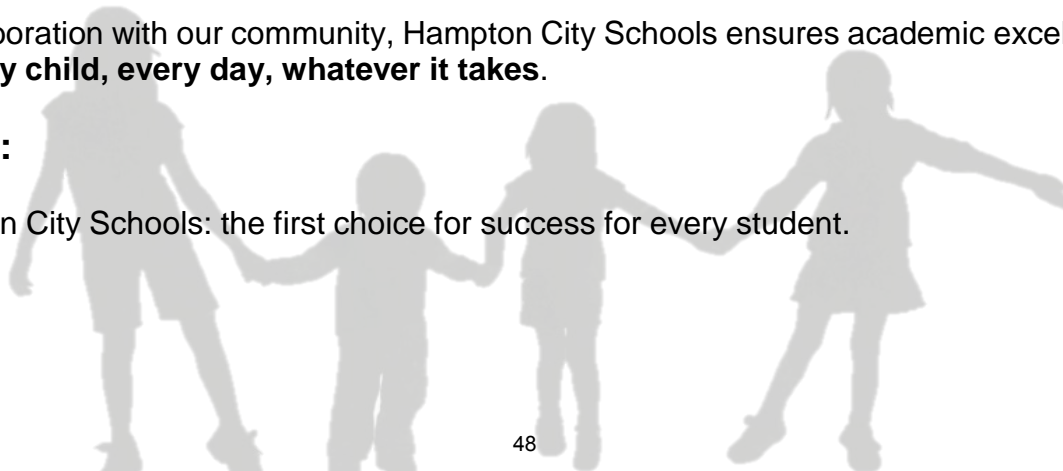 boration with our community, Hampton City Schools ensures academic excel
y child, every day, whatever it takes.
:
n City Schools: the first choice for success for every student.
48